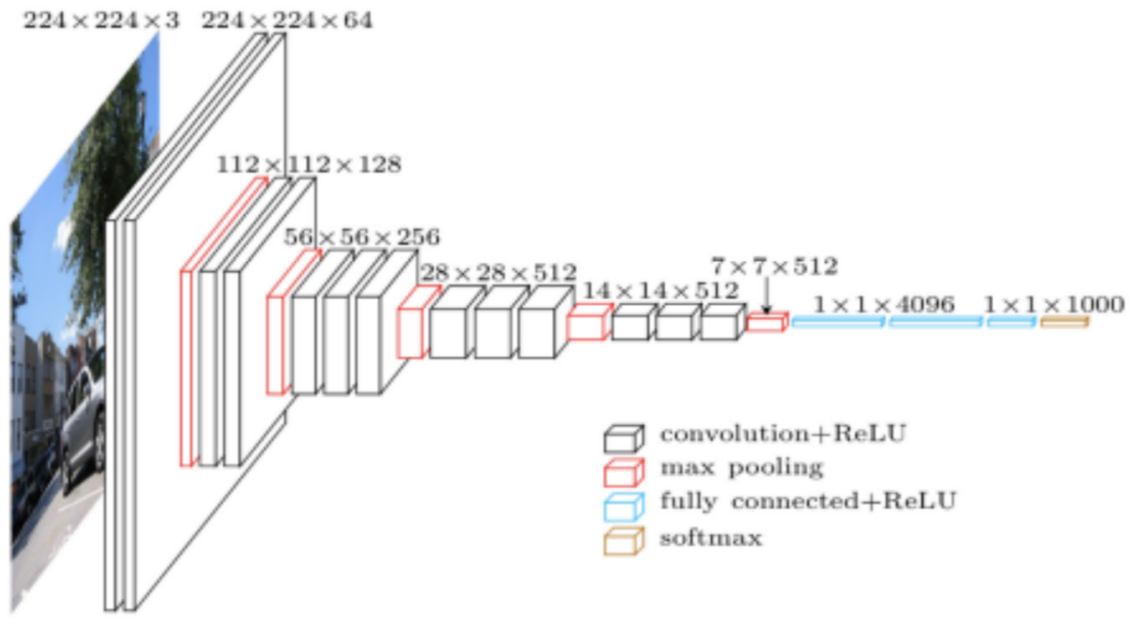 224×224×3
224×224×64
112×112×128
56×56×256
28×28×512
14×14×512
7×7×512
1×1×4096
1×1×1000
convolution+ReLU
max pooling
fully connected+ReLU
softmax